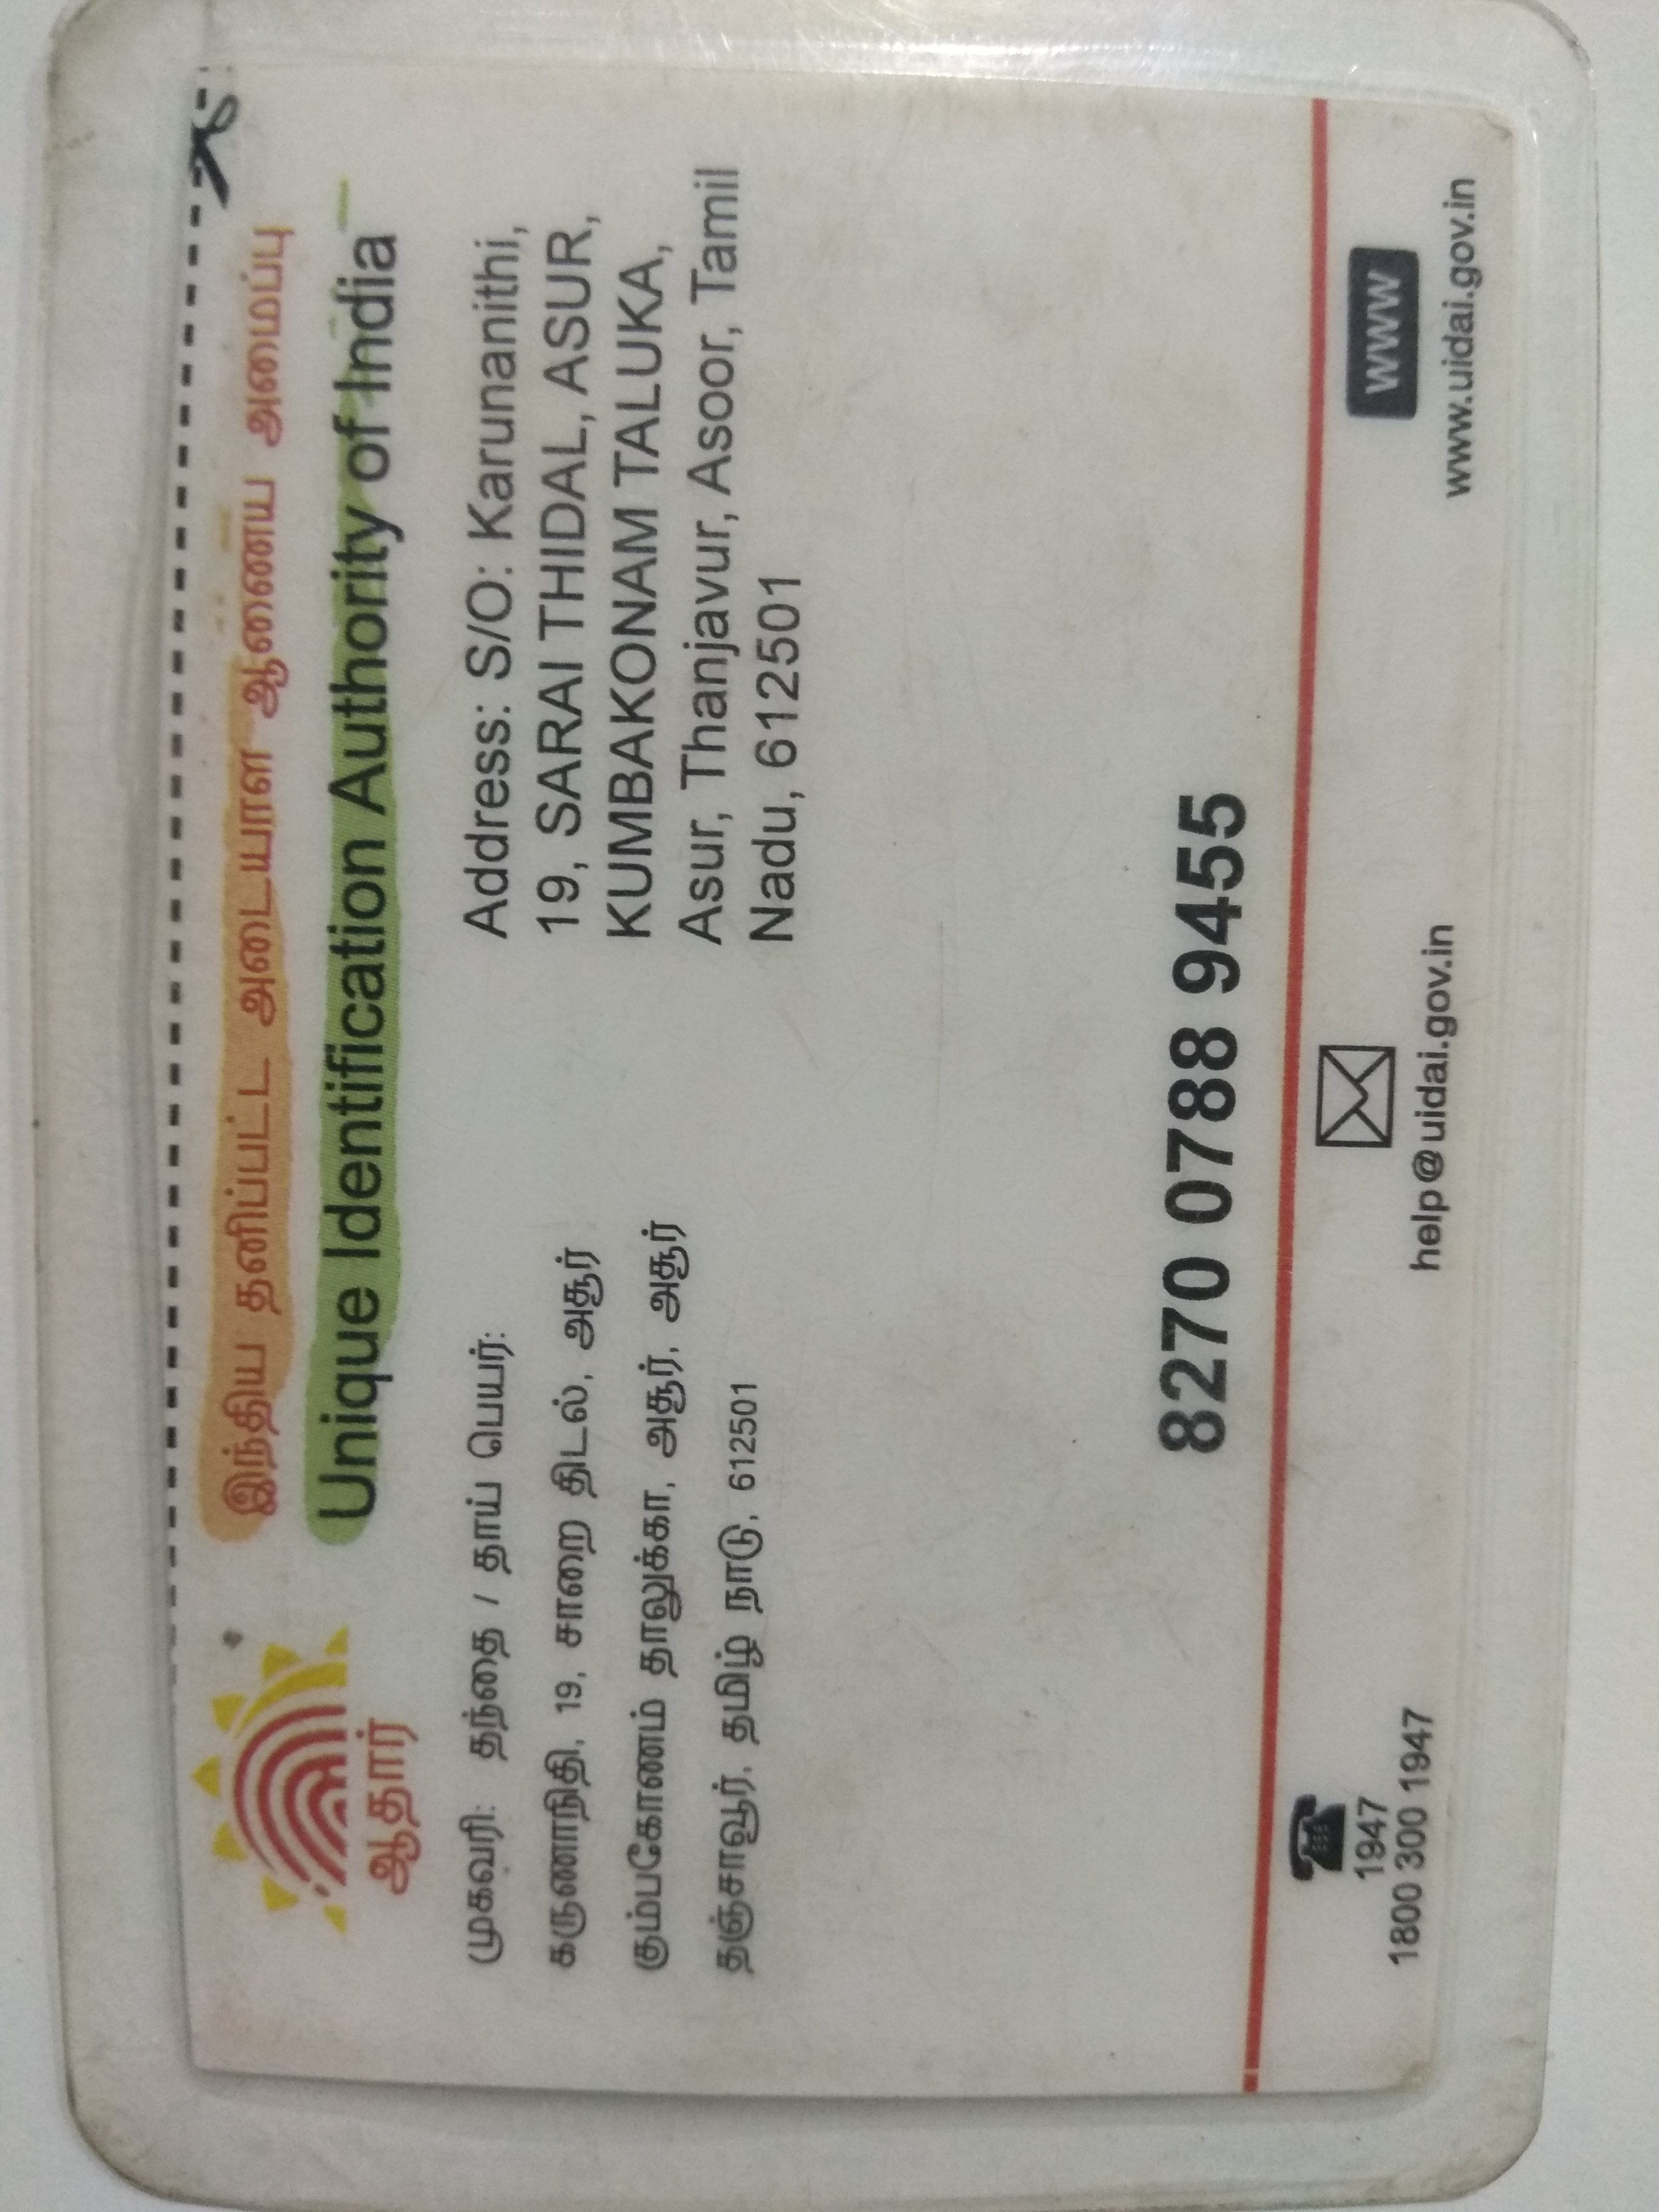 இந்திய தனிப்பட்ட அடையாள ஆணைய அமைப்பு
Unique Identification Authority of India
ஆதார்
முகவரி: தந்தை / தாய் பெயர்:
கருணாநிதி, 19, சாறை திடல், அசூர்
கும்பகோணம் தாலுக்கா, அசூர், அசூர்
தஞ்சாவூர், தமிழ் நாடு, 612501
Address: S/O: Karunanithi,
19, SARAI THIDAL, ASUR,
KUMBAKONAM TALUKA,
Asur, Thanjavur, Asoor, Tamil
Nadu, 612501
8270 0788 9455
1947
1800 300 1947
help@uidai.gov.in
WWW
www.uidai.gov.in